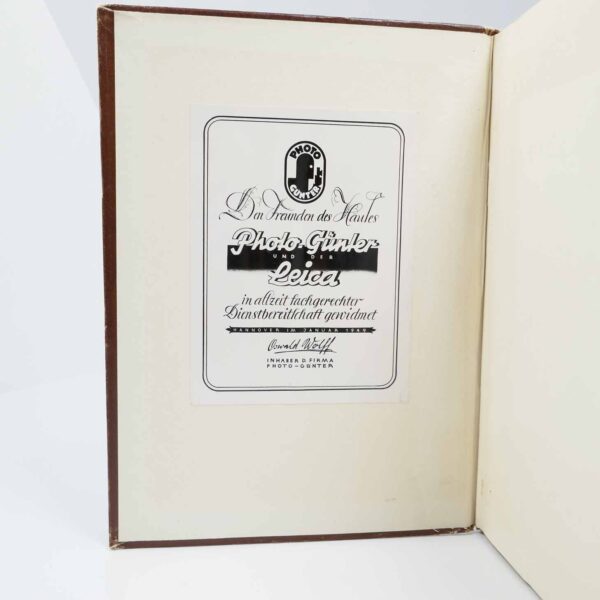 PHOTO
GÜNTER
Den Freunden des Hauses
Photo-Günter
UND DER
Leica
in allzeit fachgerechter
Dienstbereitschaft gewidmet
HANNOVER IM JANUAR 1949
Oswald Wolff
INHABER D. FIRMA
PHOTO-GÜNTER